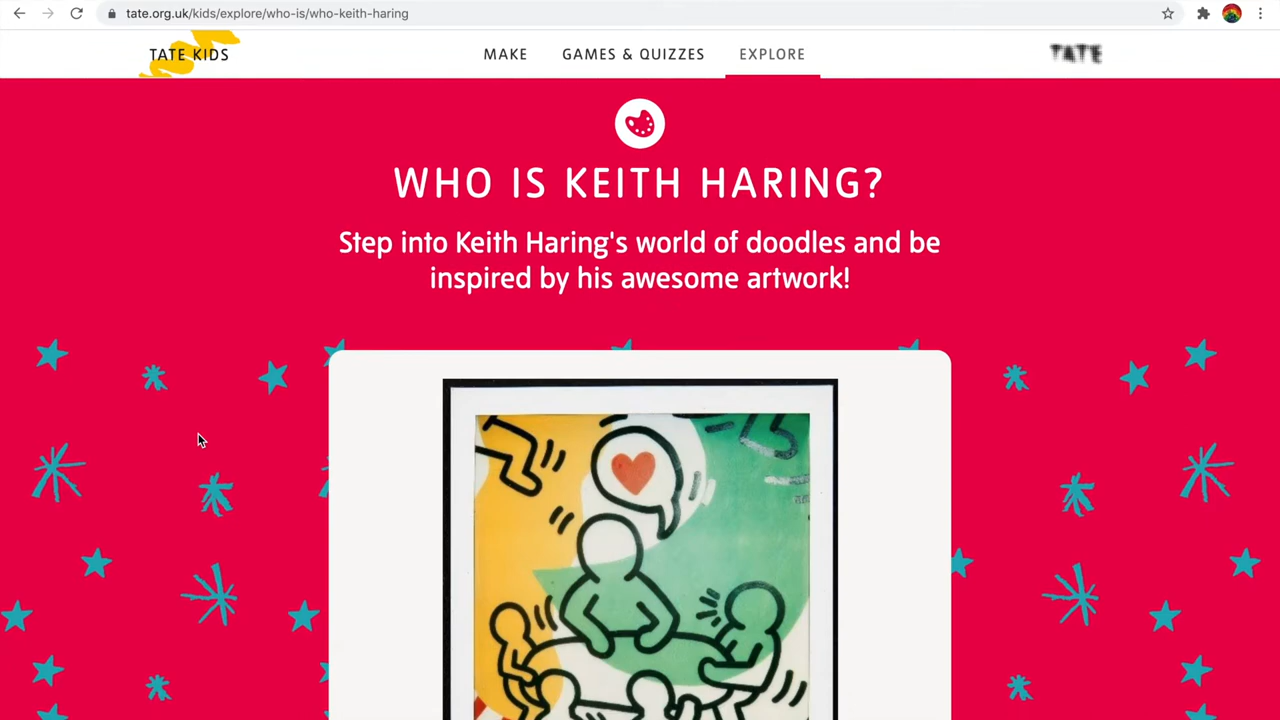 tate.org.uk/kids/explore/who-is/who-keith-haring
TATE KIDS
MAKE
GAMES & QUIZZES
EXPLORE
TATE
WHO IS KEITH HARING?
Step into Keith Haring's world of doodles and be
inspired by his awesome artwork!